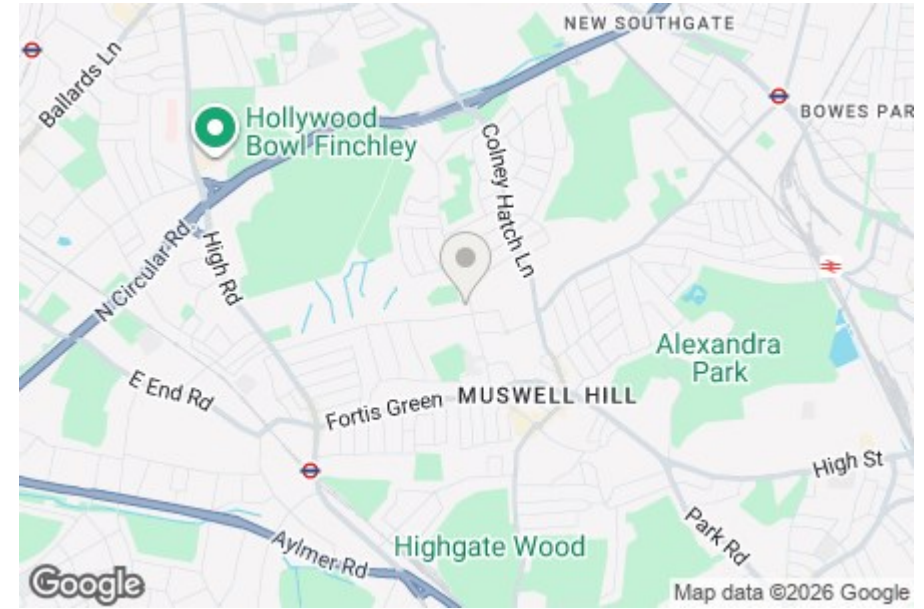 NEW SOUTHGATE
Ballards Ln
Hollywood
Bowl Finchley
BOWES PAR
Colney Hatch Ln
N Circular Rd
High Rd
Alexandra
Park
E End Rd
Fortis Green
MUSWELL HILL
High St
Park Rd
Aylmer Rd
Highgate Wood
Google
Map data ©2026 Google